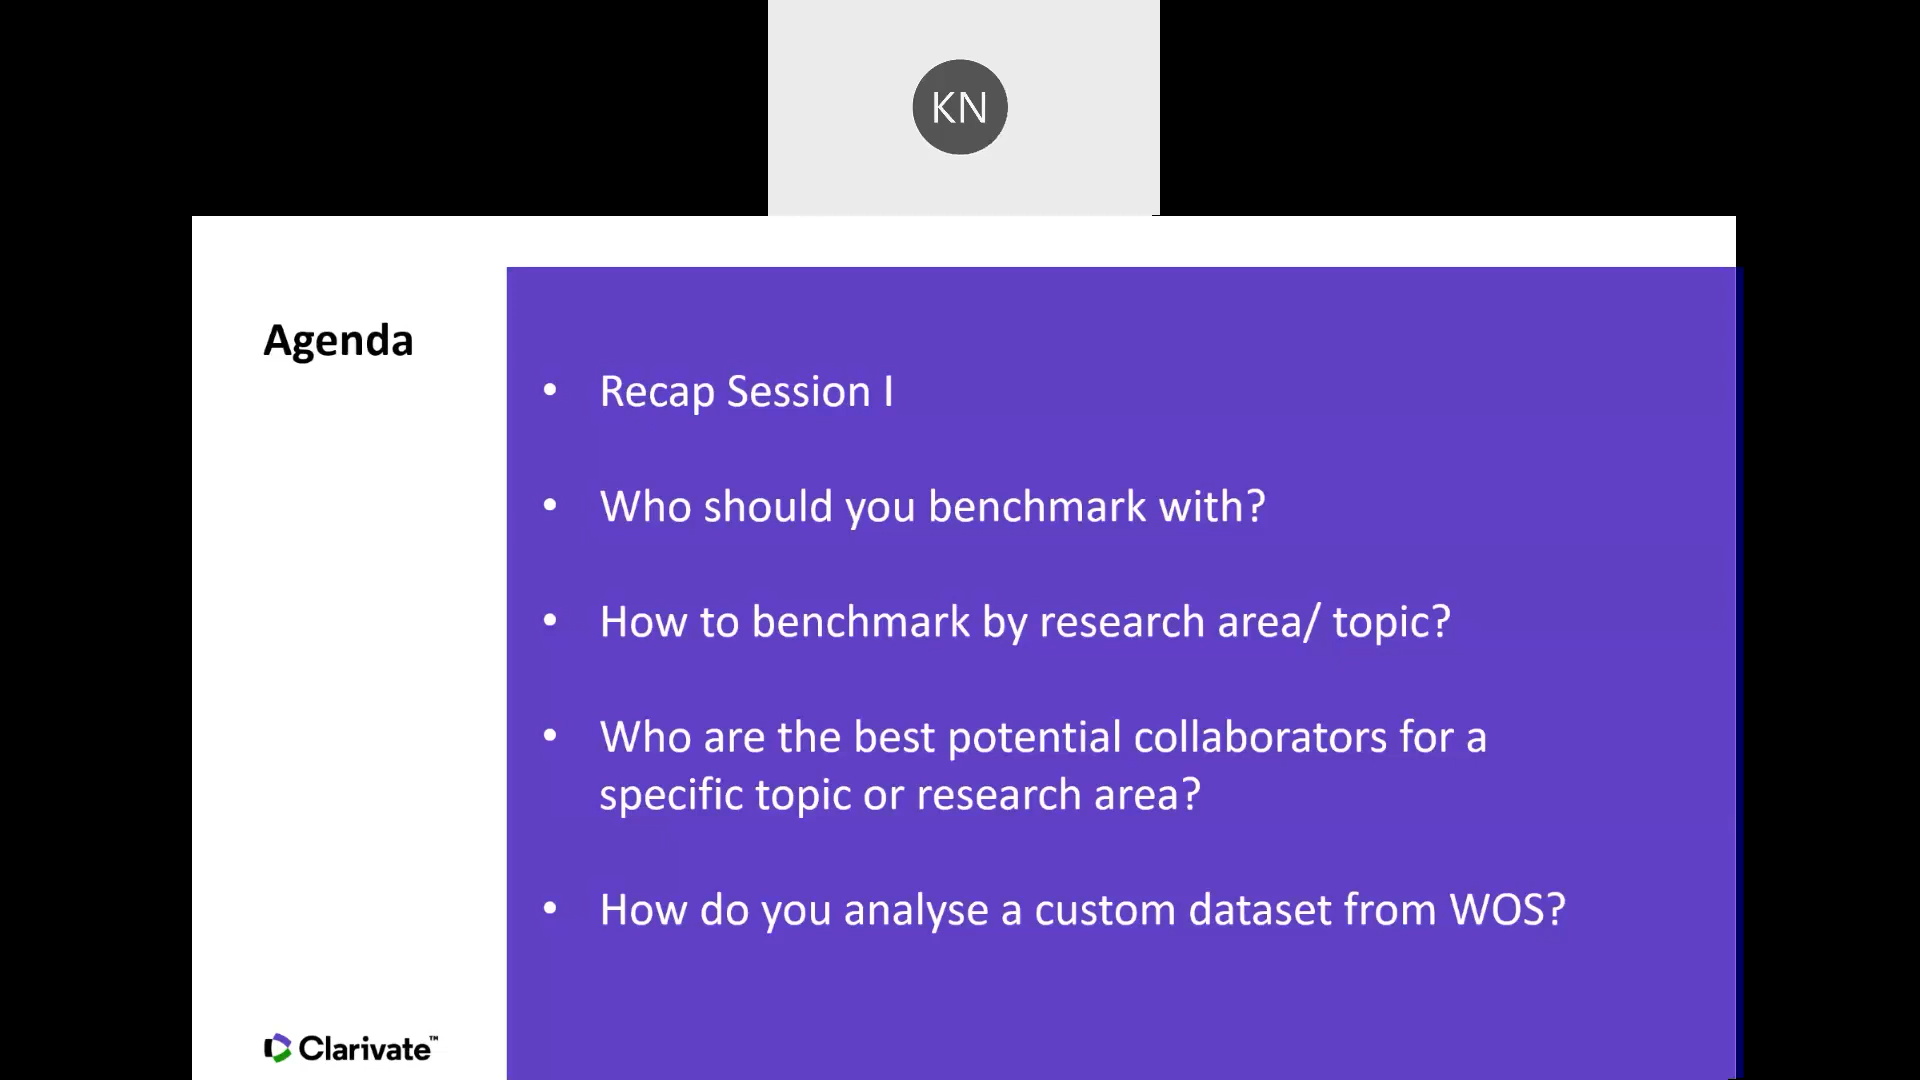 KN
Agenda
• Recap Session I
• Who should you benchmark with?
• How to benchmark by research area/ topic?
• Who are the best potential collaborators for a
specific topic or research area?
• How do you analyse a custom dataset from WOS?
Clarivate™